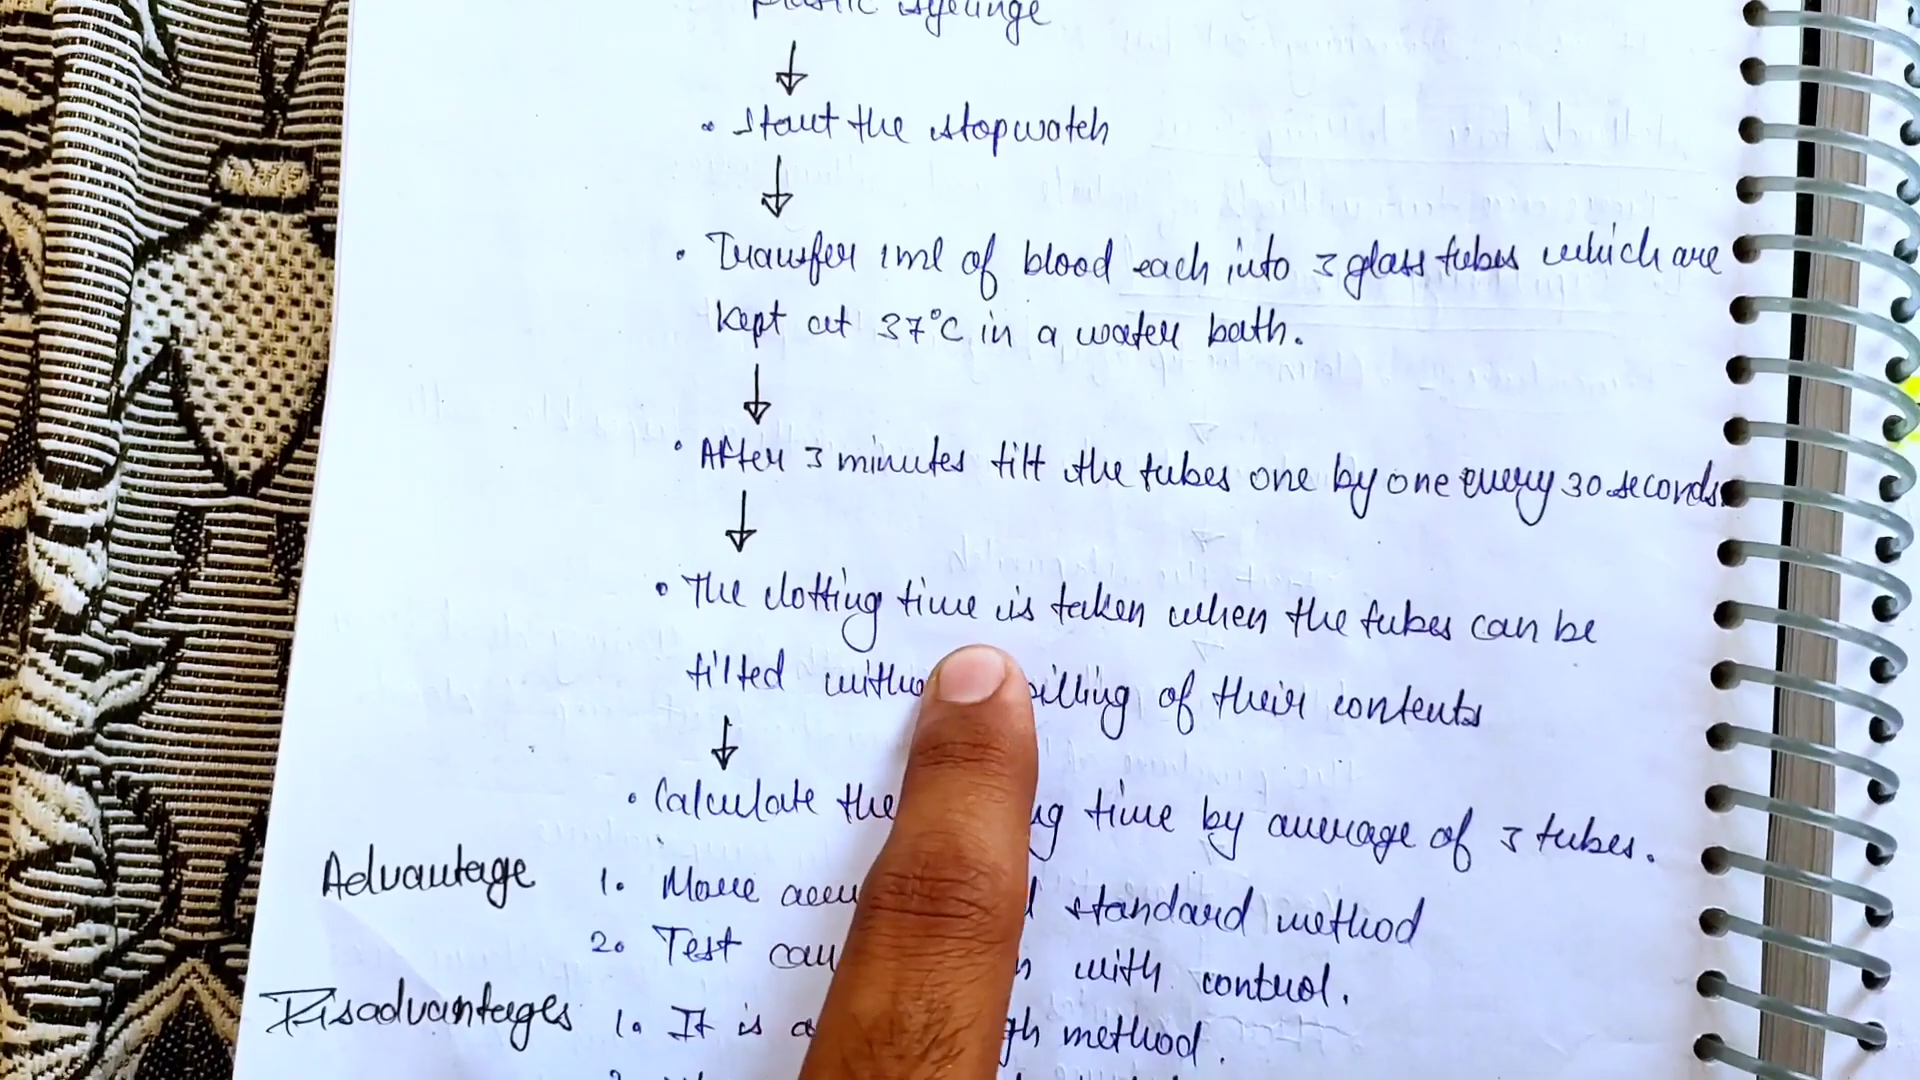 Plastic syringe
↓
• Start the stopwatch
↓
• Transfer 1ml of blood each into 3 glass tubes which are
kept at 37°C in a water bath.
↓
• After 3 minutes tilt the tubes one by one every 30 seconds.
↓
• The clotting time is taken when the tubes can be
tilted of their contents
↓
• Calculate the time by average of 3 tubes.
Advantage 1. More standard method
2. Test with control.
Disadvantages 1. It is a method.